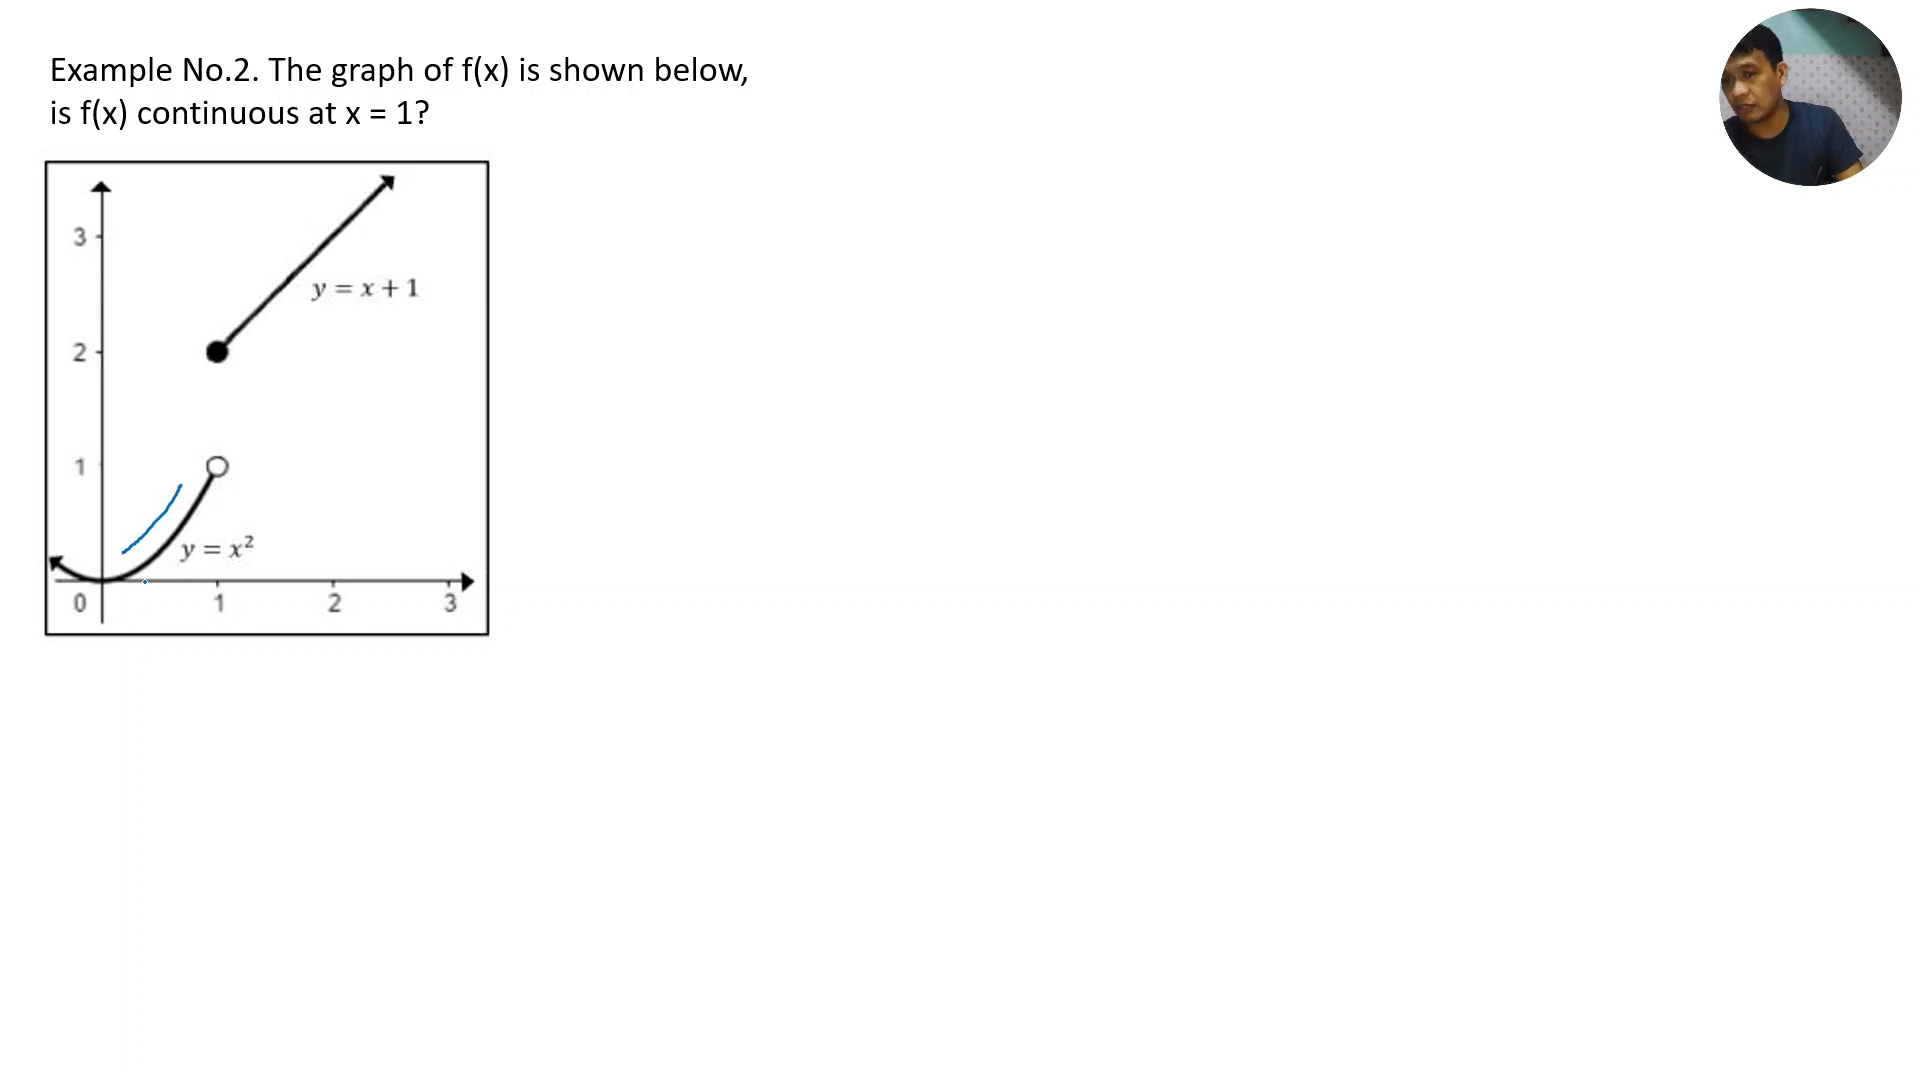 Example No.2. The graph of f(x) is shown below,
is f(x) continuous at x = 1?
3
y = x + 1
2
1
y = x²
0 1 2 3